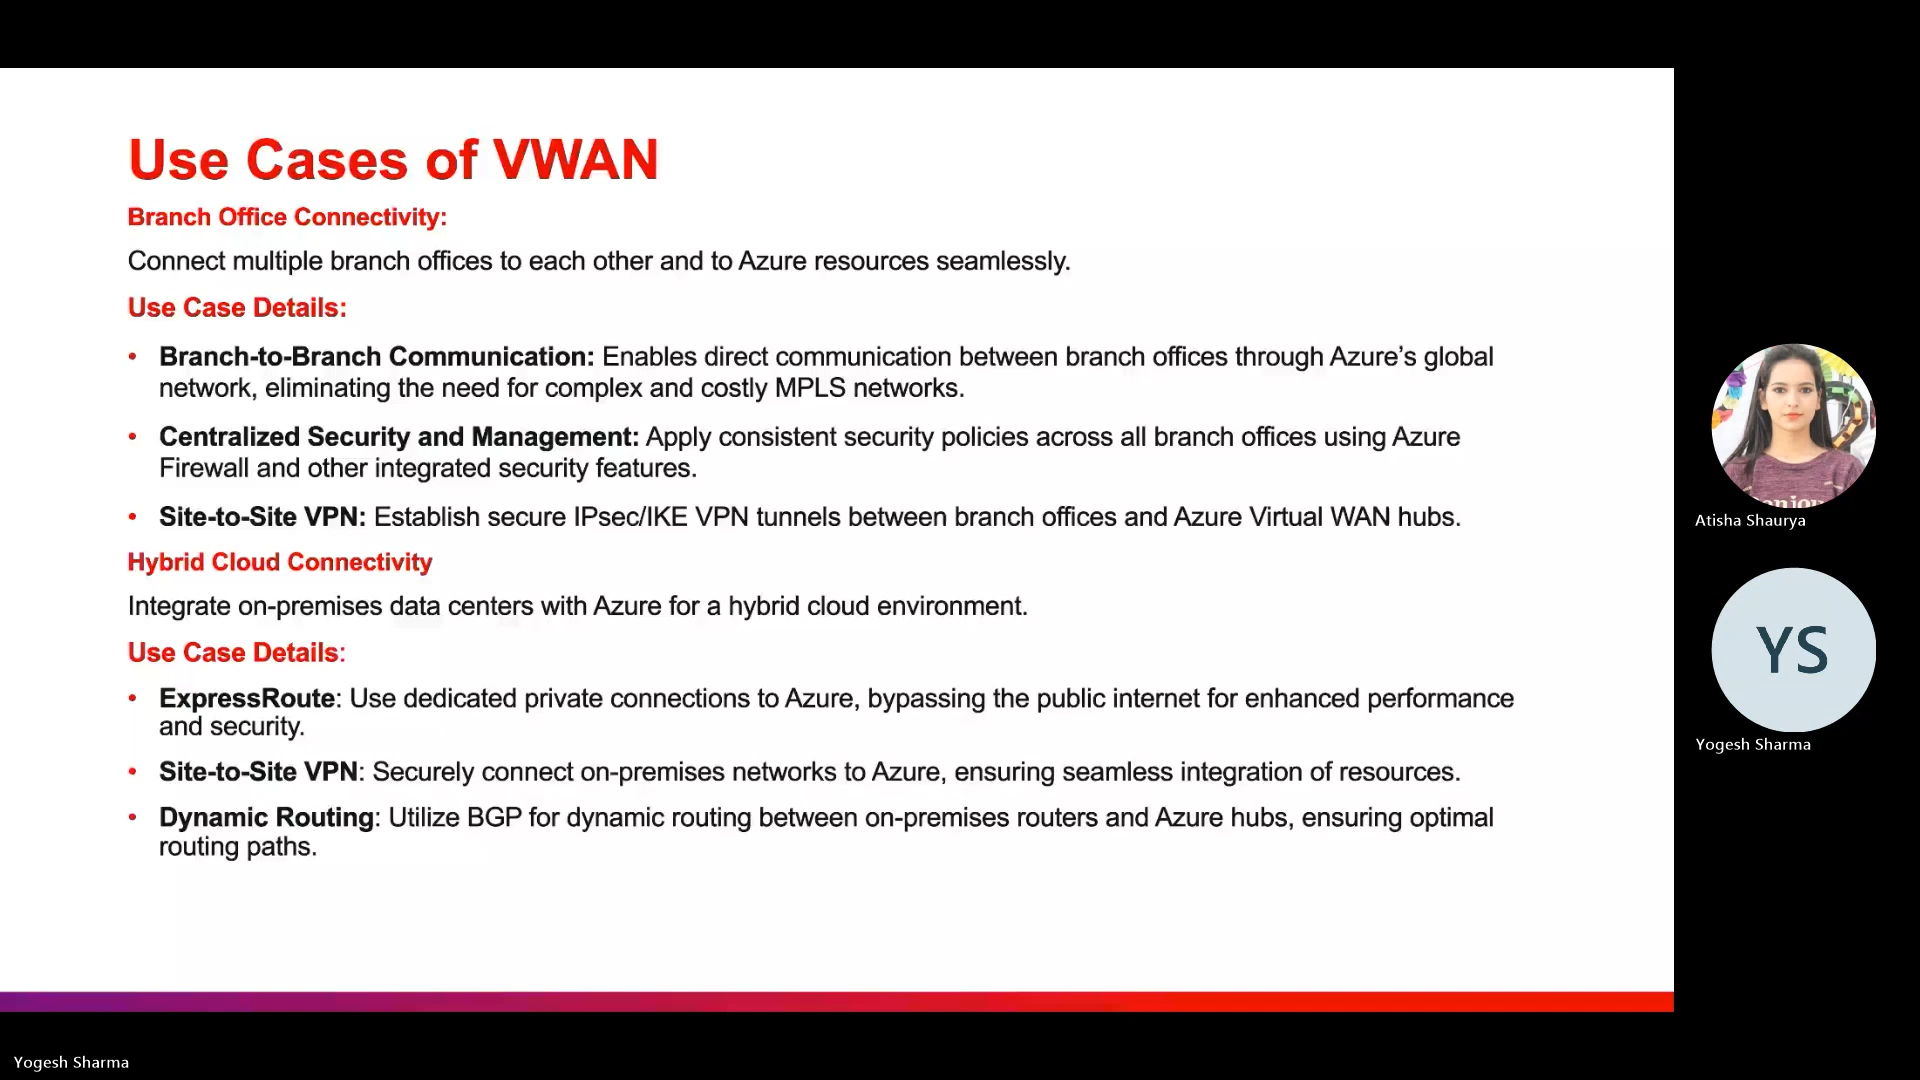 Use Cases of VWAN
Branch Office Connectivity:
Connect multiple branch offices to each other and to Azure resources seamlessly.
Use Case Details:
• Branch-to-Branch Communication: Enables direct communication between branch offices through Azure’s global
network, eliminating the need for complex and costly MPLS networks.
• Centralized Security and Management: Apply consistent security policies across all branch offices using Azure
Firewall and other integrated security features.
• Site-to-Site VPN: Establish secure IPsec/IKE VPN tunnels between branch offices and Azure Virtual WAN hubs.
Hybrid Cloud Connectivity
Integrate on-premises data centers with Azure for a hybrid cloud environment.
Use Case Details:
• ExpressRoute: Use dedicated private connections to Azure, bypassing the public internet for enhanced performance
and security.
• Site-to-Site VPN: Securely connect on-premises networks to Azure, ensuring seamless integration of resources.
• Dynamic Routing: Utilize BGP for dynamic routing between on-premises routers and Azure hubs, ensuring optimal
routing paths.
Atisha Shaurya
YS
Yogesh Sharma
Yogesh Sharma